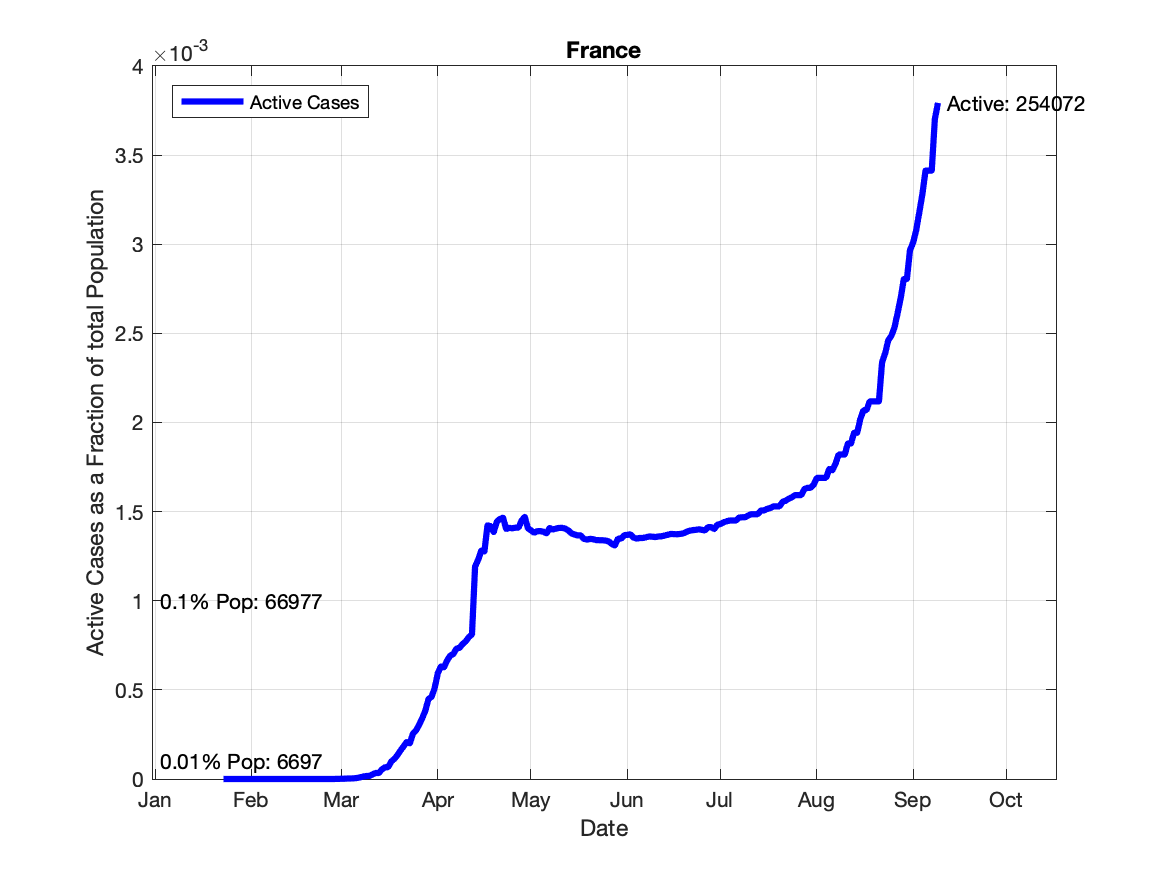 France
×10-3
4
3.5
3
2.5
2
1.5
1
0.5
0
Active Cases as a Fraction of total Population
Active Cases
Active: 254072
0.1% Pop: 66977
0.01% Pop: 6697
Jan Feb Mar Apr May Jun Jul Aug Sep Oct
Date